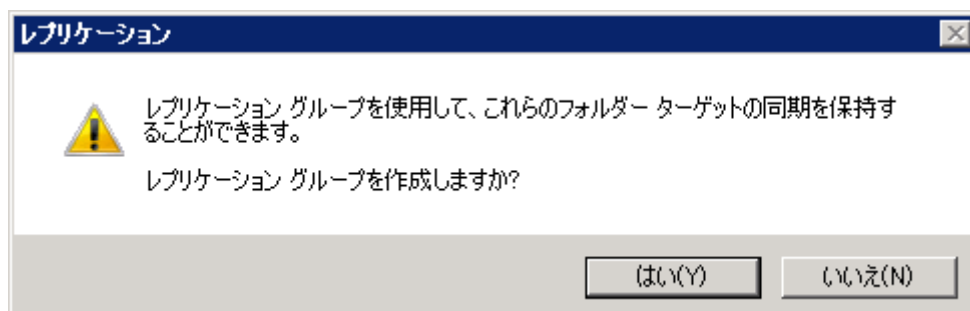 レプリケーション
レプリケーション グループを使用して、これらのフォルダー ターゲットの同期を保持す
ることができます。
レプリケーション グループを作成しますか?
はい(Y)
いいえ(N)